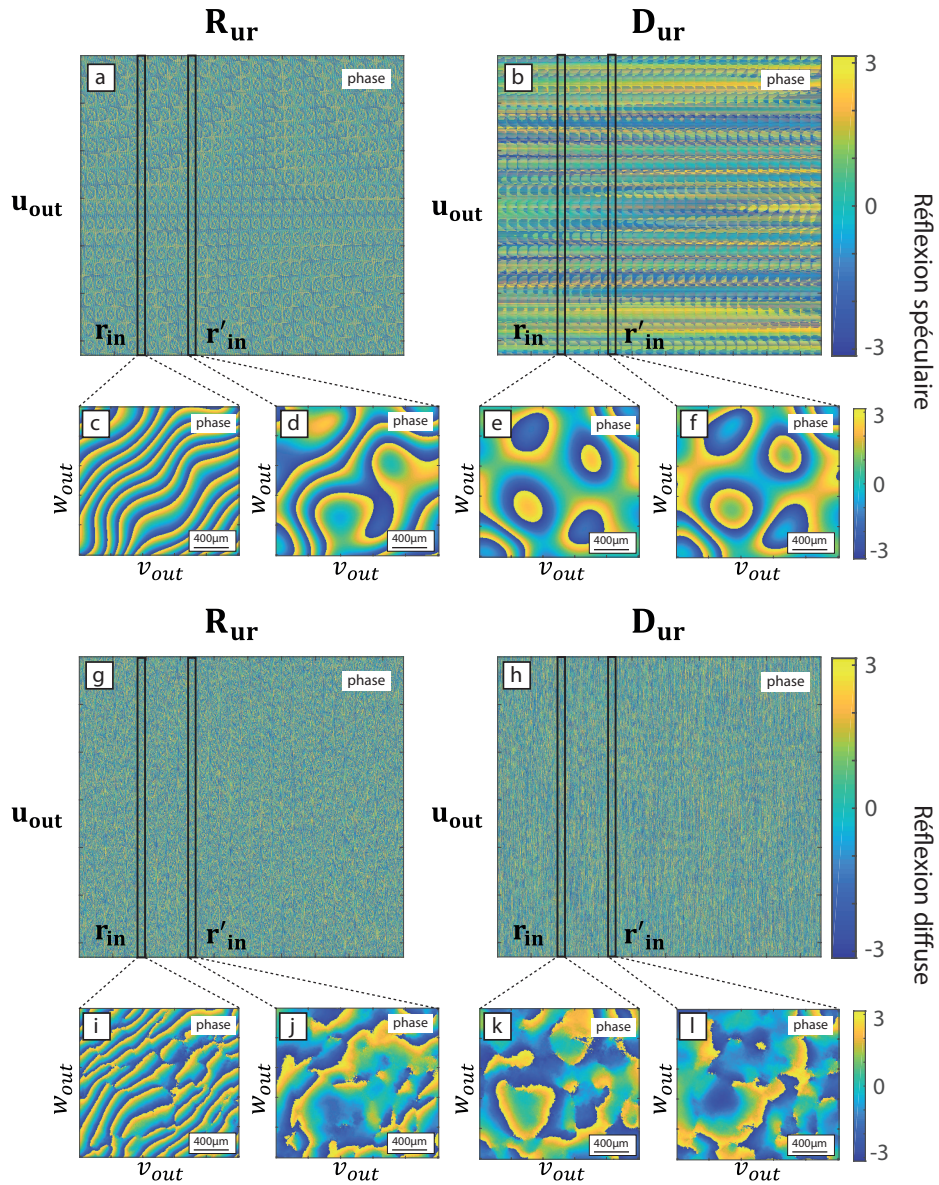 R_ur D_ur
a phase b phase 3
u_out u_out 0
r_in r'_in r_in r'_in -3
Réflexion spéculaire
c phase d phase e phase f phase 3
w_out w_out w_out w_out 0
400µm 400µm 400µm 400µm -3
v_out v_out v_out v_out
R_ur D_ur
g phase h phase 3
u_out u_out 0
r_in r'_in r_in r'_in -3
Réflexion diffuse
i phase j phase k phase l phase 3
w_out w_out w_out w_out 0
400µm 400µm 400µm 400µm -3
v_out v_out v_out v_out